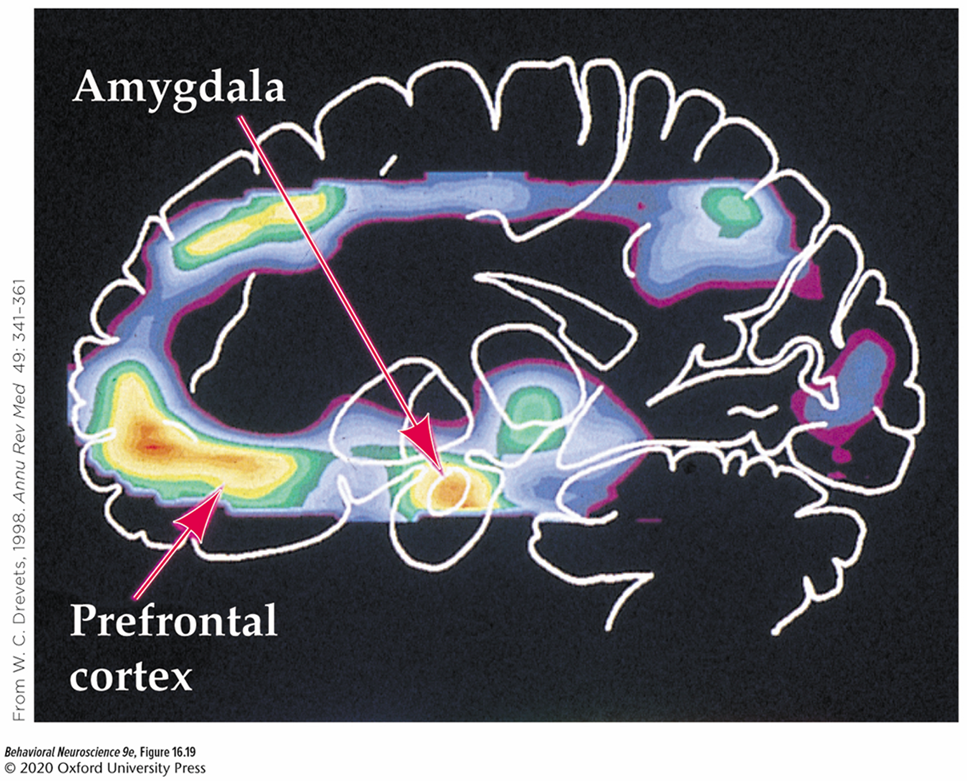 Amygdala
Prefrontal
cortex
From W. C. Drevets, 1998. Annu Rev Med 49: 341-361
Behavioral Neuroscience 9e, Figure 16.19
© 2020 Oxford University Press